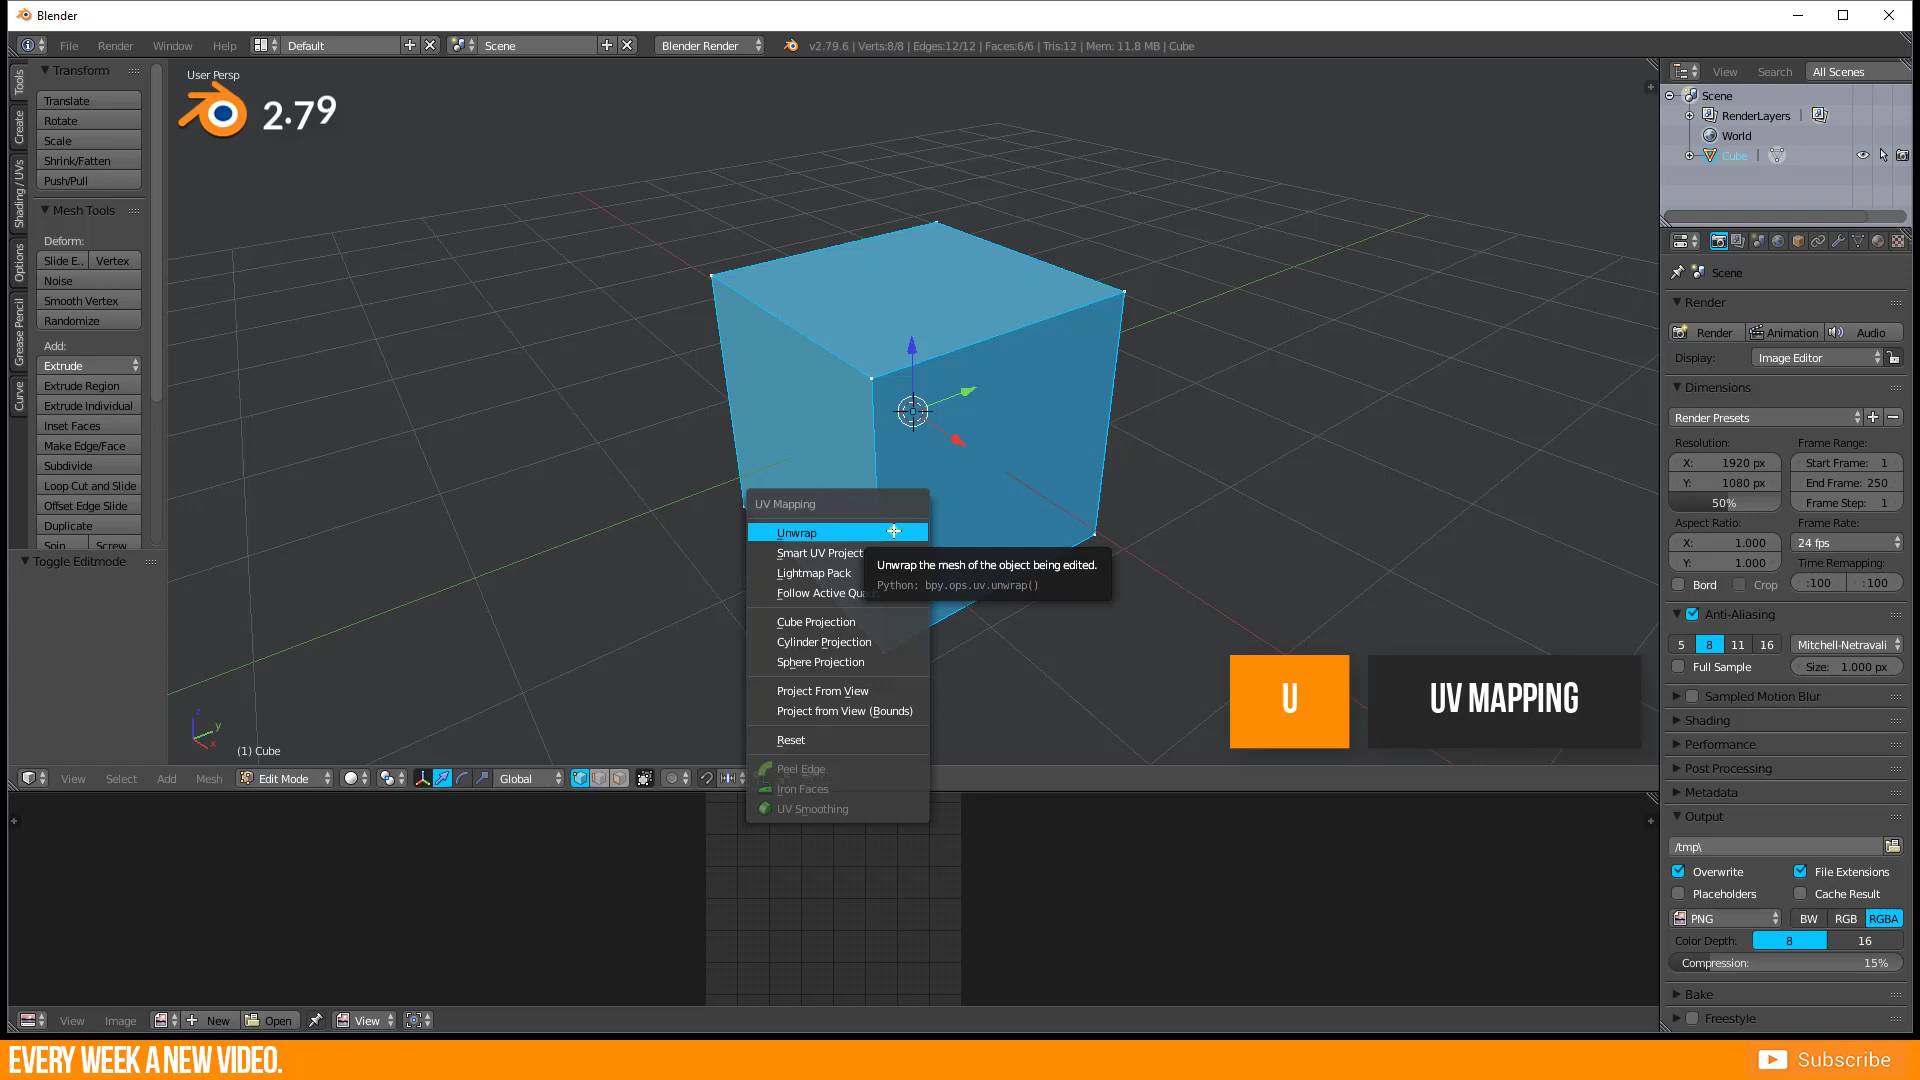 Blender
File Render Window Help Default Scene Blender Render v2.79.6 | Verts:8/8 | Edges:12/12 | Faces:6/6 | Tris:12 | Mem: 11.8 MB | Cube
Tools
Create
Shading / UVs
Options
Grease Pencil
Curve
Transform
Translate
Rotate
Scale
Shrink/Fatten
Push/Pull
Mesh Tools
Deform:
Slide E.. Vertex
Noise
Smooth Vertex
Randomize
Add:
Extrude
Extrude Region
Extrude Individual
Inset Faces
Make Edge/Face
Subdivide
Loop Cut and Slide
Offset Edge Slide
Duplicate
Spin Screw
Toggle Editmode
User Persp
2.79
UV Mapping
Unwrap
Smart UV Project
Lightmap Pack
Follow Active Quads
Cube Projection
Cylinder Projection
Sphere Projection
Project From View
Project from View (Bounds)
Reset
Peel Edge
Iron Faces
UV Smoothing
Unwrap the mesh of the object being edited.
Python: bpy.ops.uv.unwrap()
U UV MAPPING
z
y
x
(1) Cube
View Select Add Mesh Edit Mode Global
View Image New Open View
View Search All Scenes
Scene
RenderLayers |
World
Cube |
Scene
Render
Render Animation Audio
Display: Image Editor
Dimensions
Render Presets
Resolution: Frame Range:
X: 1920 px Start Frame: 1
Y: 1080 px End Frame: 250
50% Frame Step: 1
Aspect Ratio: Frame Rate:
X: 1.000 24 fps
Y: 1.000 Time Remapping:
Bord Crop :100 :100
Anti-Aliasing
5 8 11 16 Mitchell-Netravali
Full Sample Size: 1.000 px
Sampled Motion Blur
Shading
Performance
Post Processing
Metadata
Output
/tmp\
Overwrite File Extensions
Placeholders Cache Result
PNG BW RGB RGBA
Color Depth: 8 16
Compression: 15%
Bake
Freestyle
EVERY WEEK A NEW VIDEO.
Subscribe